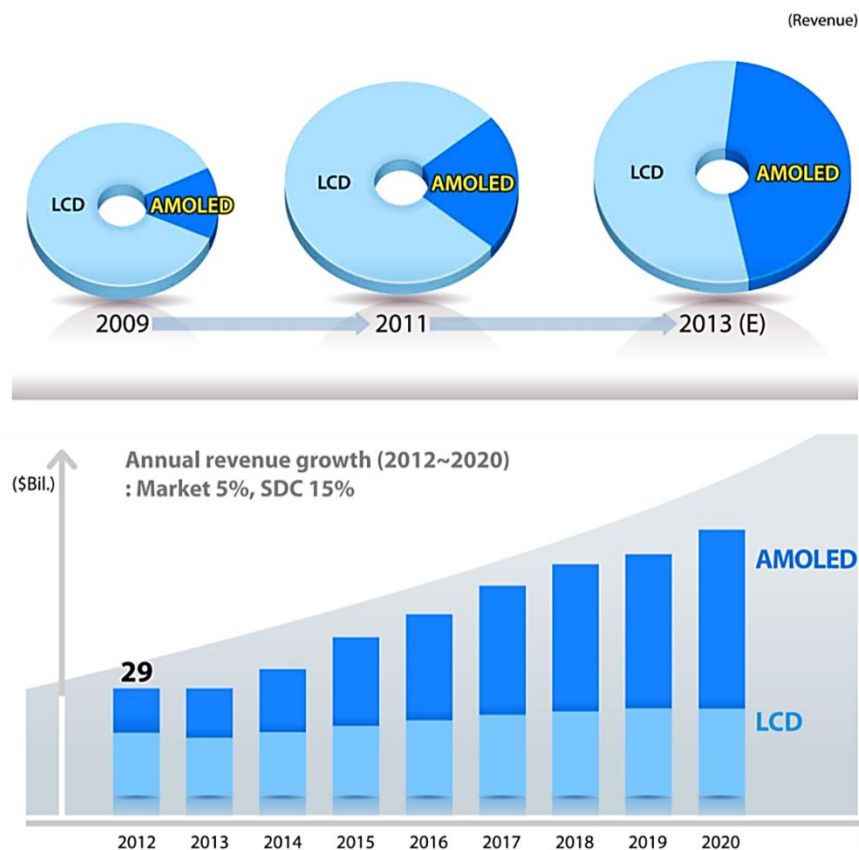 (Revenue)
LCD
AMOLED
LCD
AMOLED
LCD
AMOLED
2009
2011
2013 (E)
($Bil.)
Annual revenue growth (2012~2020)
: Market 5%, SDC 15%
29
AMOLED
LCD
2012 2013 2014 2015 2016 2017 2018 2019 2020